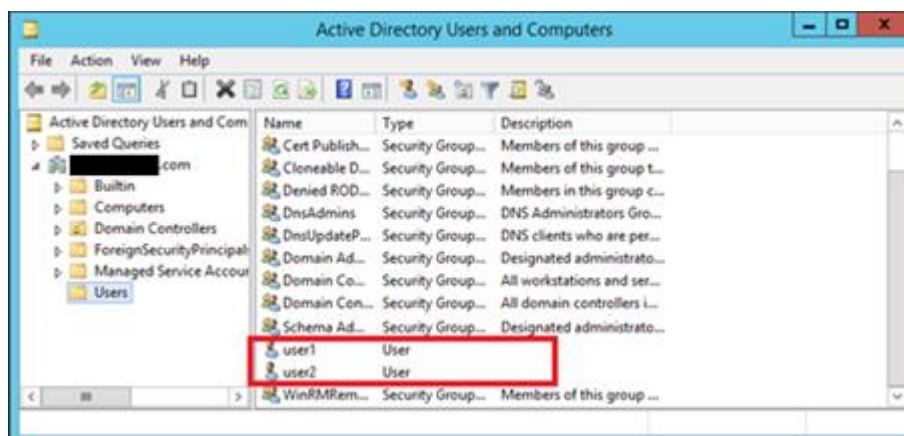 Active Directory Users and Computers
File Action View Help
Active Directory Users and Com
Saved Queries
.com
Builtin
Computers
Domain Controllers
ForeignSecurityPrincipal
Managed Service Accour
Users
Name Type Description
Cert Publish... Security Group... Members of this group ...
Cloneable D... Security Group... Members of this group t...
Denied ROD... Security Group... Members in this group c...
DnsAdmins Security Group... DNS Administrators Gro...
DnsUpdateP... Security Group... DNS clients who are per...
Domain Ad... Security Group... Designated administrato...
Domain Co... Security Group... All workstations and ser...
Domain Con... Security Group... All domain controllers i...
Schema Ad... Security Group... Designated administrato...
user1 User
user2 User
WinRMRem... Security Group... Members of this group ...